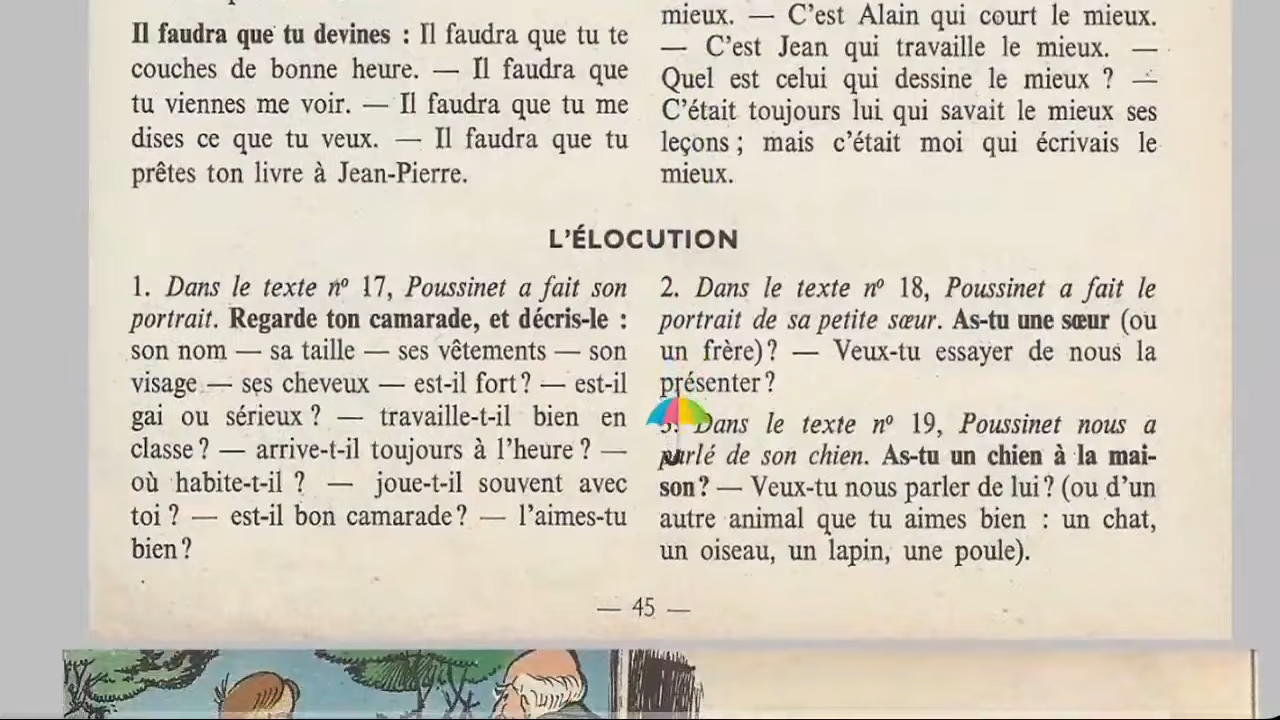 Il faudra que tu devines : Il faudra que tu te
couches de bonne heure. — Il faudra que
tu viennes me voir. — Il faudra que tu me
dises ce que tu veux. — Il faudra que tu
prêtes ton livre à Jean-Pierre.
mieux. — C'est Alain qui court le mieux.
— C'est Jean qui travaille le mieux. —
Quel est celui qui dessine le mieux ? —
C'était toujours lui qui savait le mieux ses
leçons ; mais c'était moi qui écrivais le
mieux.
L'ÉLOCUTION
1. Dans le texte nº 17, Poussinet a fait son
portrait. Regarde ton camarade, et décris-le :
son nom — sa taille — ses vêtements — son
visage — ses cheveux — est-il fort ? — est-il
gai ou sérieux ? — travaille-t-il bien en
classe ? — arrive-t-il toujours à l'heure ? —
où habite-t-il ? — joue-t-il souvent avec
toi ? — est-il bon camarade ? — l'aimes-tu
bien ?
2. Dans le texte nº 18, Poussinet a fait le
portrait de sa petite sœur. As-tu une sœur (ou
un frère) ? — Veux-tu essayer de nous la
présenter ?
3. Dans le texte nº 19, Poussinet nous a
parlé de son chien. As-tu un chien à la mai-
son ? — Veux-tu nous parler de lui ? (ou d'un
autre animal que tu aimes bien : un chat,
un oiseau, un lapin, une poule).
— 45 —